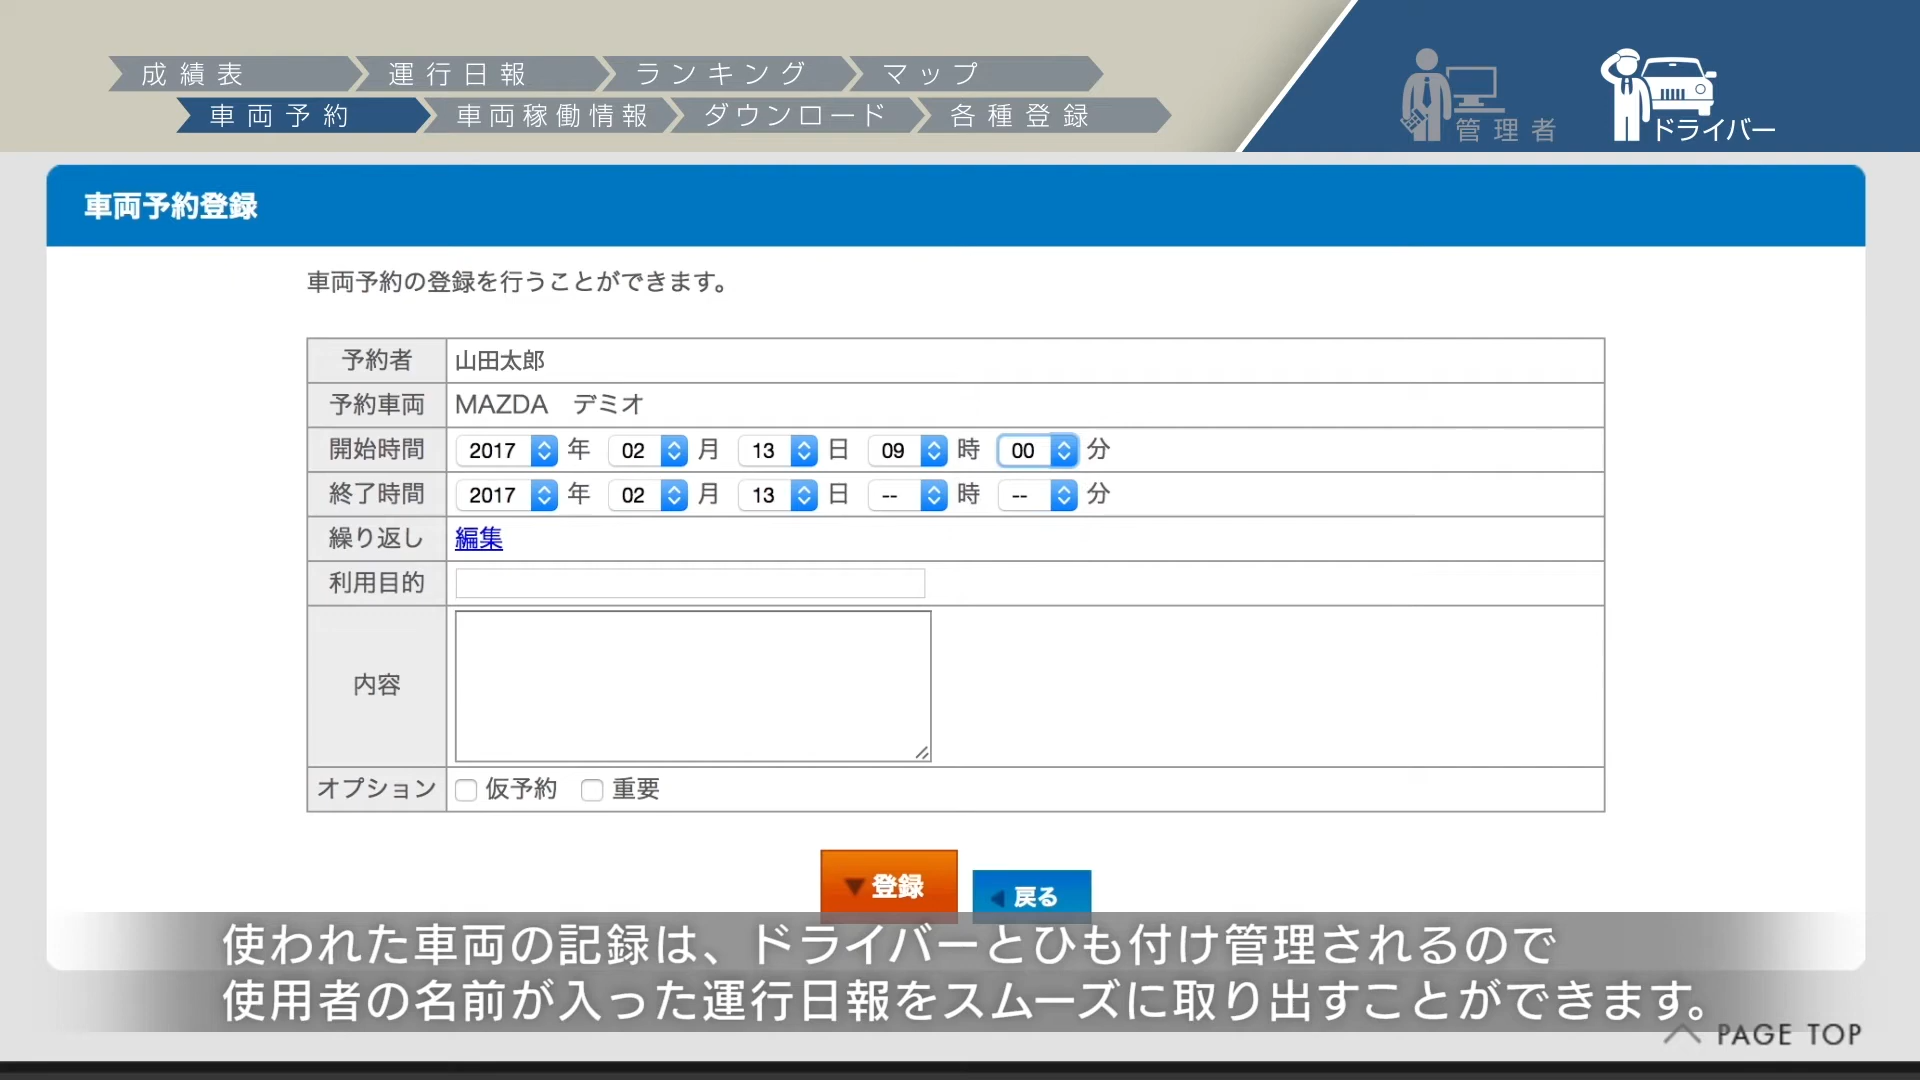 成績表 運行日報 ランキング マップ
車両予約 車両稼働情報 ダウンロード 各種登録
管理者 ドライバー
車両予約登録
車両予約の登録を行うことができます。
予約者 山田太郎
予約車両 MAZDA デミオ
開始時間 2017 年 02 月 13 日 09 時 00 分
終了時間 2017 年 02 月 13 日 -- 時 -- 分
繰り返し 編集
利用目的
内容
オプション 仮予約 重要
登録 戻る
使われた車両の記録は、ドライバーとひも付け管理されるので
使用者の名前が入った運行日報をスムーズに取り出すことができます。
PAGE TOP